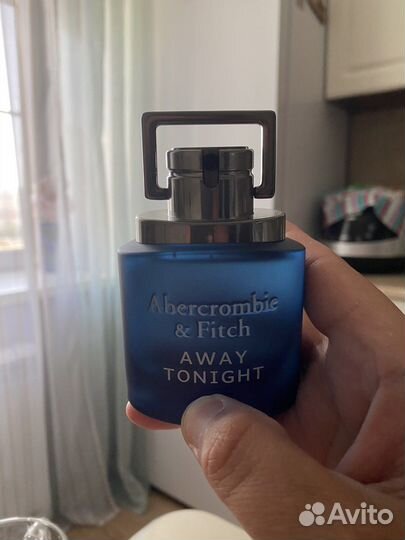 Abercrombie
& Fitch
AWAY
TONIGHT
Avito